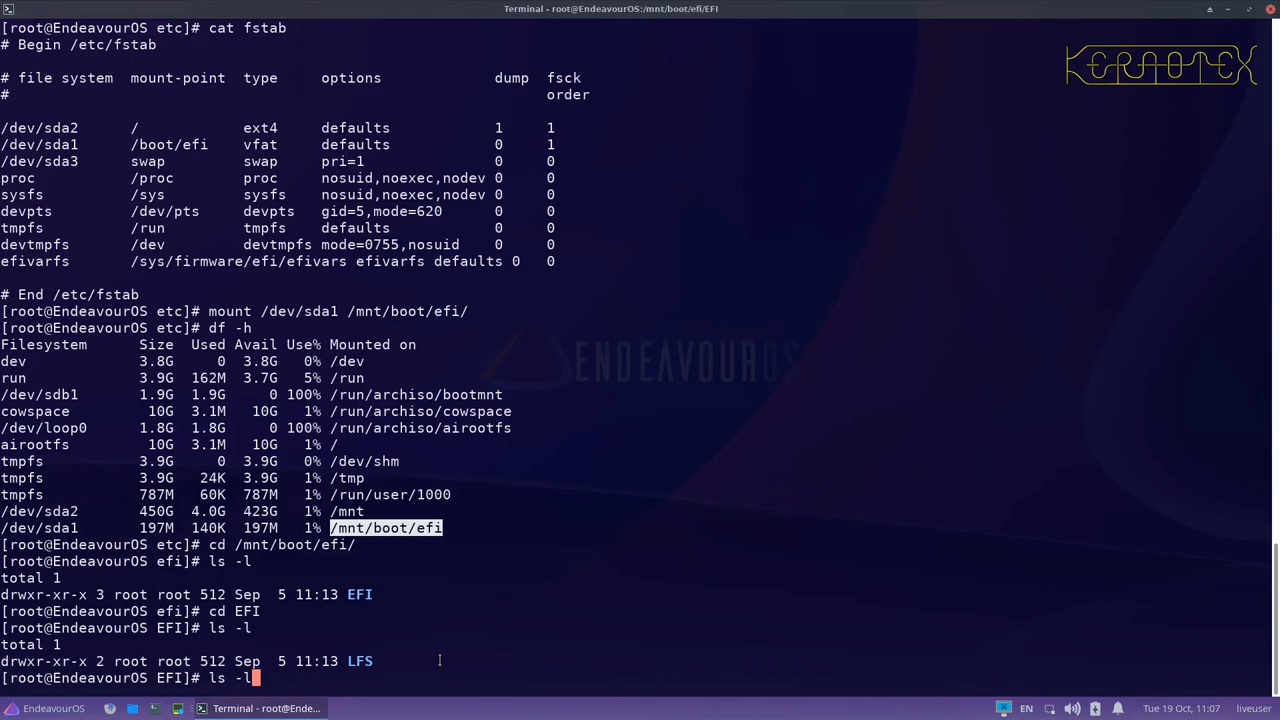 Terminal - root@EndeavourOS:/mnt/boot/efi/EFI
[root@EndeavourOS etc]# cat fstab
# Begin /etc/fstab
# file system  mount-point  type     options             dump  fsck
#                                                              order
/dev/sda2      /            ext4     defaults            1     1
/dev/sda1      /boot/efi    vfat     defaults            0     1
/dev/sda3      swap         swap     pri=1               0     0
proc           /proc        proc     nosuid,noexec,nodev 0     0
sysfs          /sys         sysfs    nosuid,noexec,nodev 0     0
devpts         /dev/pts     devpts   gid=5,mode=620      0     0
tmpfs          /run         tmpfs    defaults            0     0
devtmpfs       /dev         devtmpfs mode=0755,nosuid    0     0
efivarfs       /sys/firmware/efi/efivars efivarfs defaults 0   0
# End /etc/fstab
[root@EndeavourOS etc]# mount /dev/sda1 /mnt/boot/efi/
[root@EndeavourOS etc]# df -h
Filesystem      Size  Used Avail Use% Mounted on
dev             3.8G     0  3.8G   0% /dev
run             3.9G  162M  3.7G   5% /run
/dev/sdb1       1.9G  1.9G     0 100% /run/archiso/bootmnt
cowspace         10G  3.1M   10G   1% /run/archiso/cowspace
/dev/loop0      1.8G  1.8G     0 100% /run/archiso/airootfs
airootfs         10G  3.1M   10G   1% /
tmpfs           3.9G     0  3.9G   0% /dev/shm
tmpfs           3.9G   24K  3.9G   1% /tmp
tmpfs           787M   60K  787M   1% /run/user/1000
/dev/sda2       450G  4.0G  423G   1% /mnt
/dev/sda1       197M  140K  197M   1% /mnt/boot/efi
[root@EndeavourOS etc]# cd /mnt/boot/efi/
[root@EndeavourOS efi]# ls -l
total 1
drwxr-xr-x 3 root root 512 Sep  5 11:13 EFI
[root@EndeavourOS efi]# cd EFI
[root@EndeavourOS EFI]# ls -l
total 1
drwxr-xr-x 2 root root 512 Sep  5 11:13 LFS
[root@EndeavourOS EFI]# ls -l
KERNOTEX
ENDEAVOUROS
EndeavourOS
Terminal - root@Ende...
EN
Tue 19 Oct, 11:07
liveuser